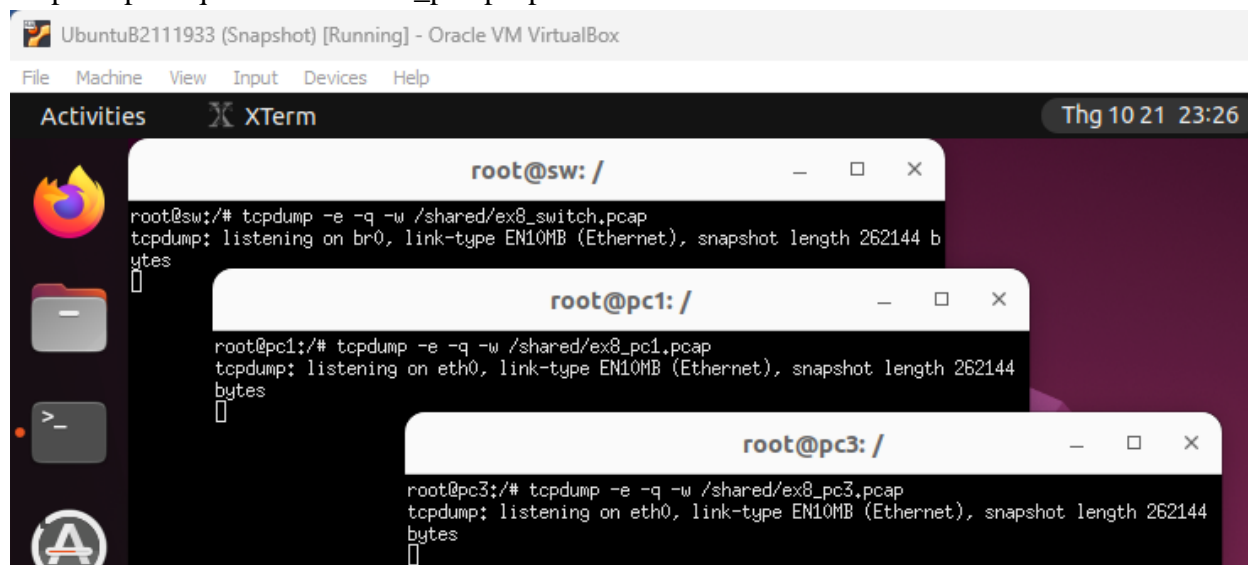 UbuntuB2111933 (Snapshot) [Running] - Oracle VM VirtualBox
File Machine View Input Devices Help
Activities XTerm Thg 10 21 23:26
root@sw: /
root@sw:/# tcpdump -e -q -w /shared/ex8_switch.pcap
tcpdump: listening on br0, link-type EN10MB (Ethernet), snapshot length 262144 b
ytes
root@pc1: /
root@pc1:/# tcpdump -e -q -w /shared/ex8_pc1.pcap
tcpdump: listening on eth0, link-type EN10MB (Ethernet), snapshot length 262144
bytes
root@pc3: /
root@pc3:/# tcpdump -e -q -w /shared/ex8_pc3.pcap
tcpdump: listening on eth0, link-type EN10MB (Ethernet), snapshot length 262144
bytes